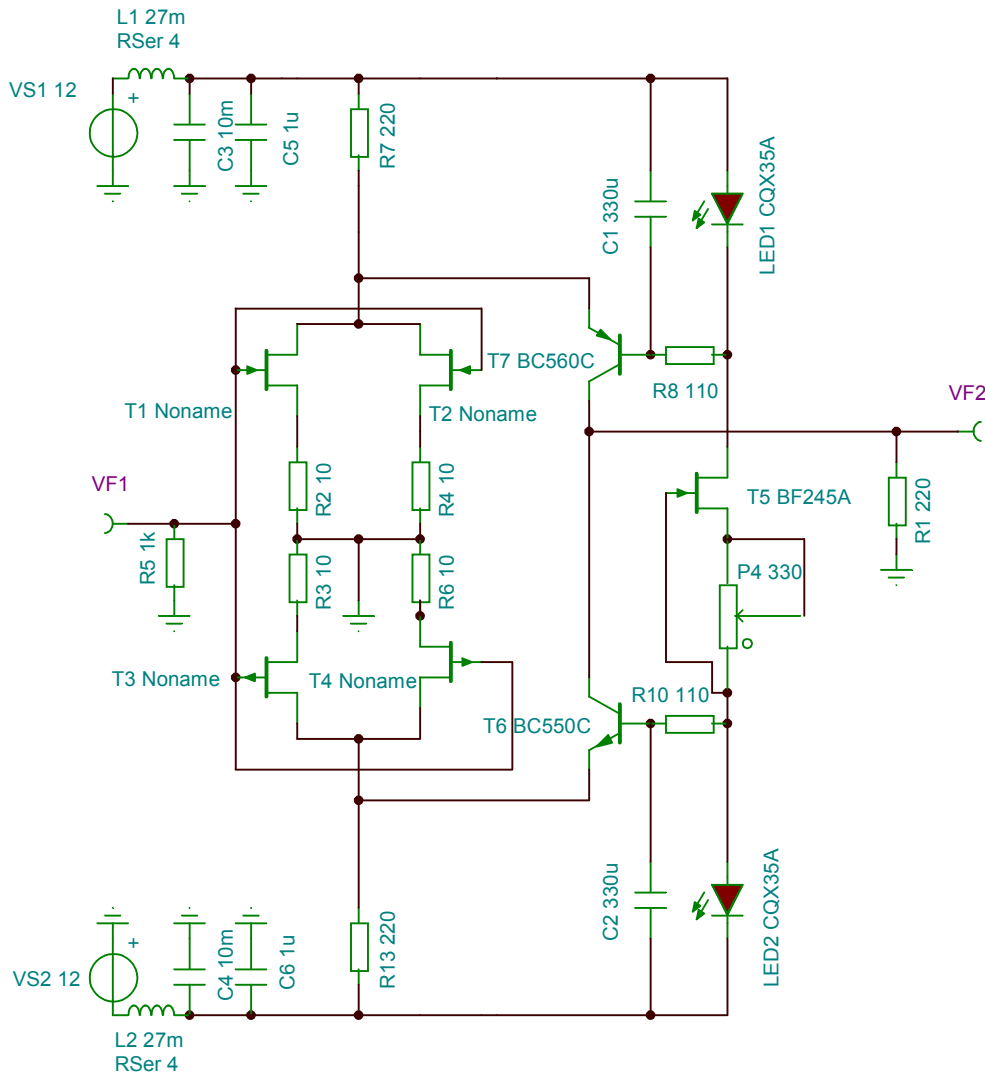 L1 27m
RSer 4
VS1 12
+
C3 10m
C5 1u
R7 220
C1 330u
LED1 CQX35A
T7 BC560C
R8 110
T1 Noname
T2 Noname
VF2
R2 10
R4 10
T5 BF245A
R1 220
VF1
R5 1k
R3 10
R6 10
P4 330
T3 Noname
T4 Noname
R10 110
T6 BC550C
C2 330u
LED2 CQX35A
+
VS2 12
C4 10m
C6 1u
R13 220
L2 27m
RSer 4